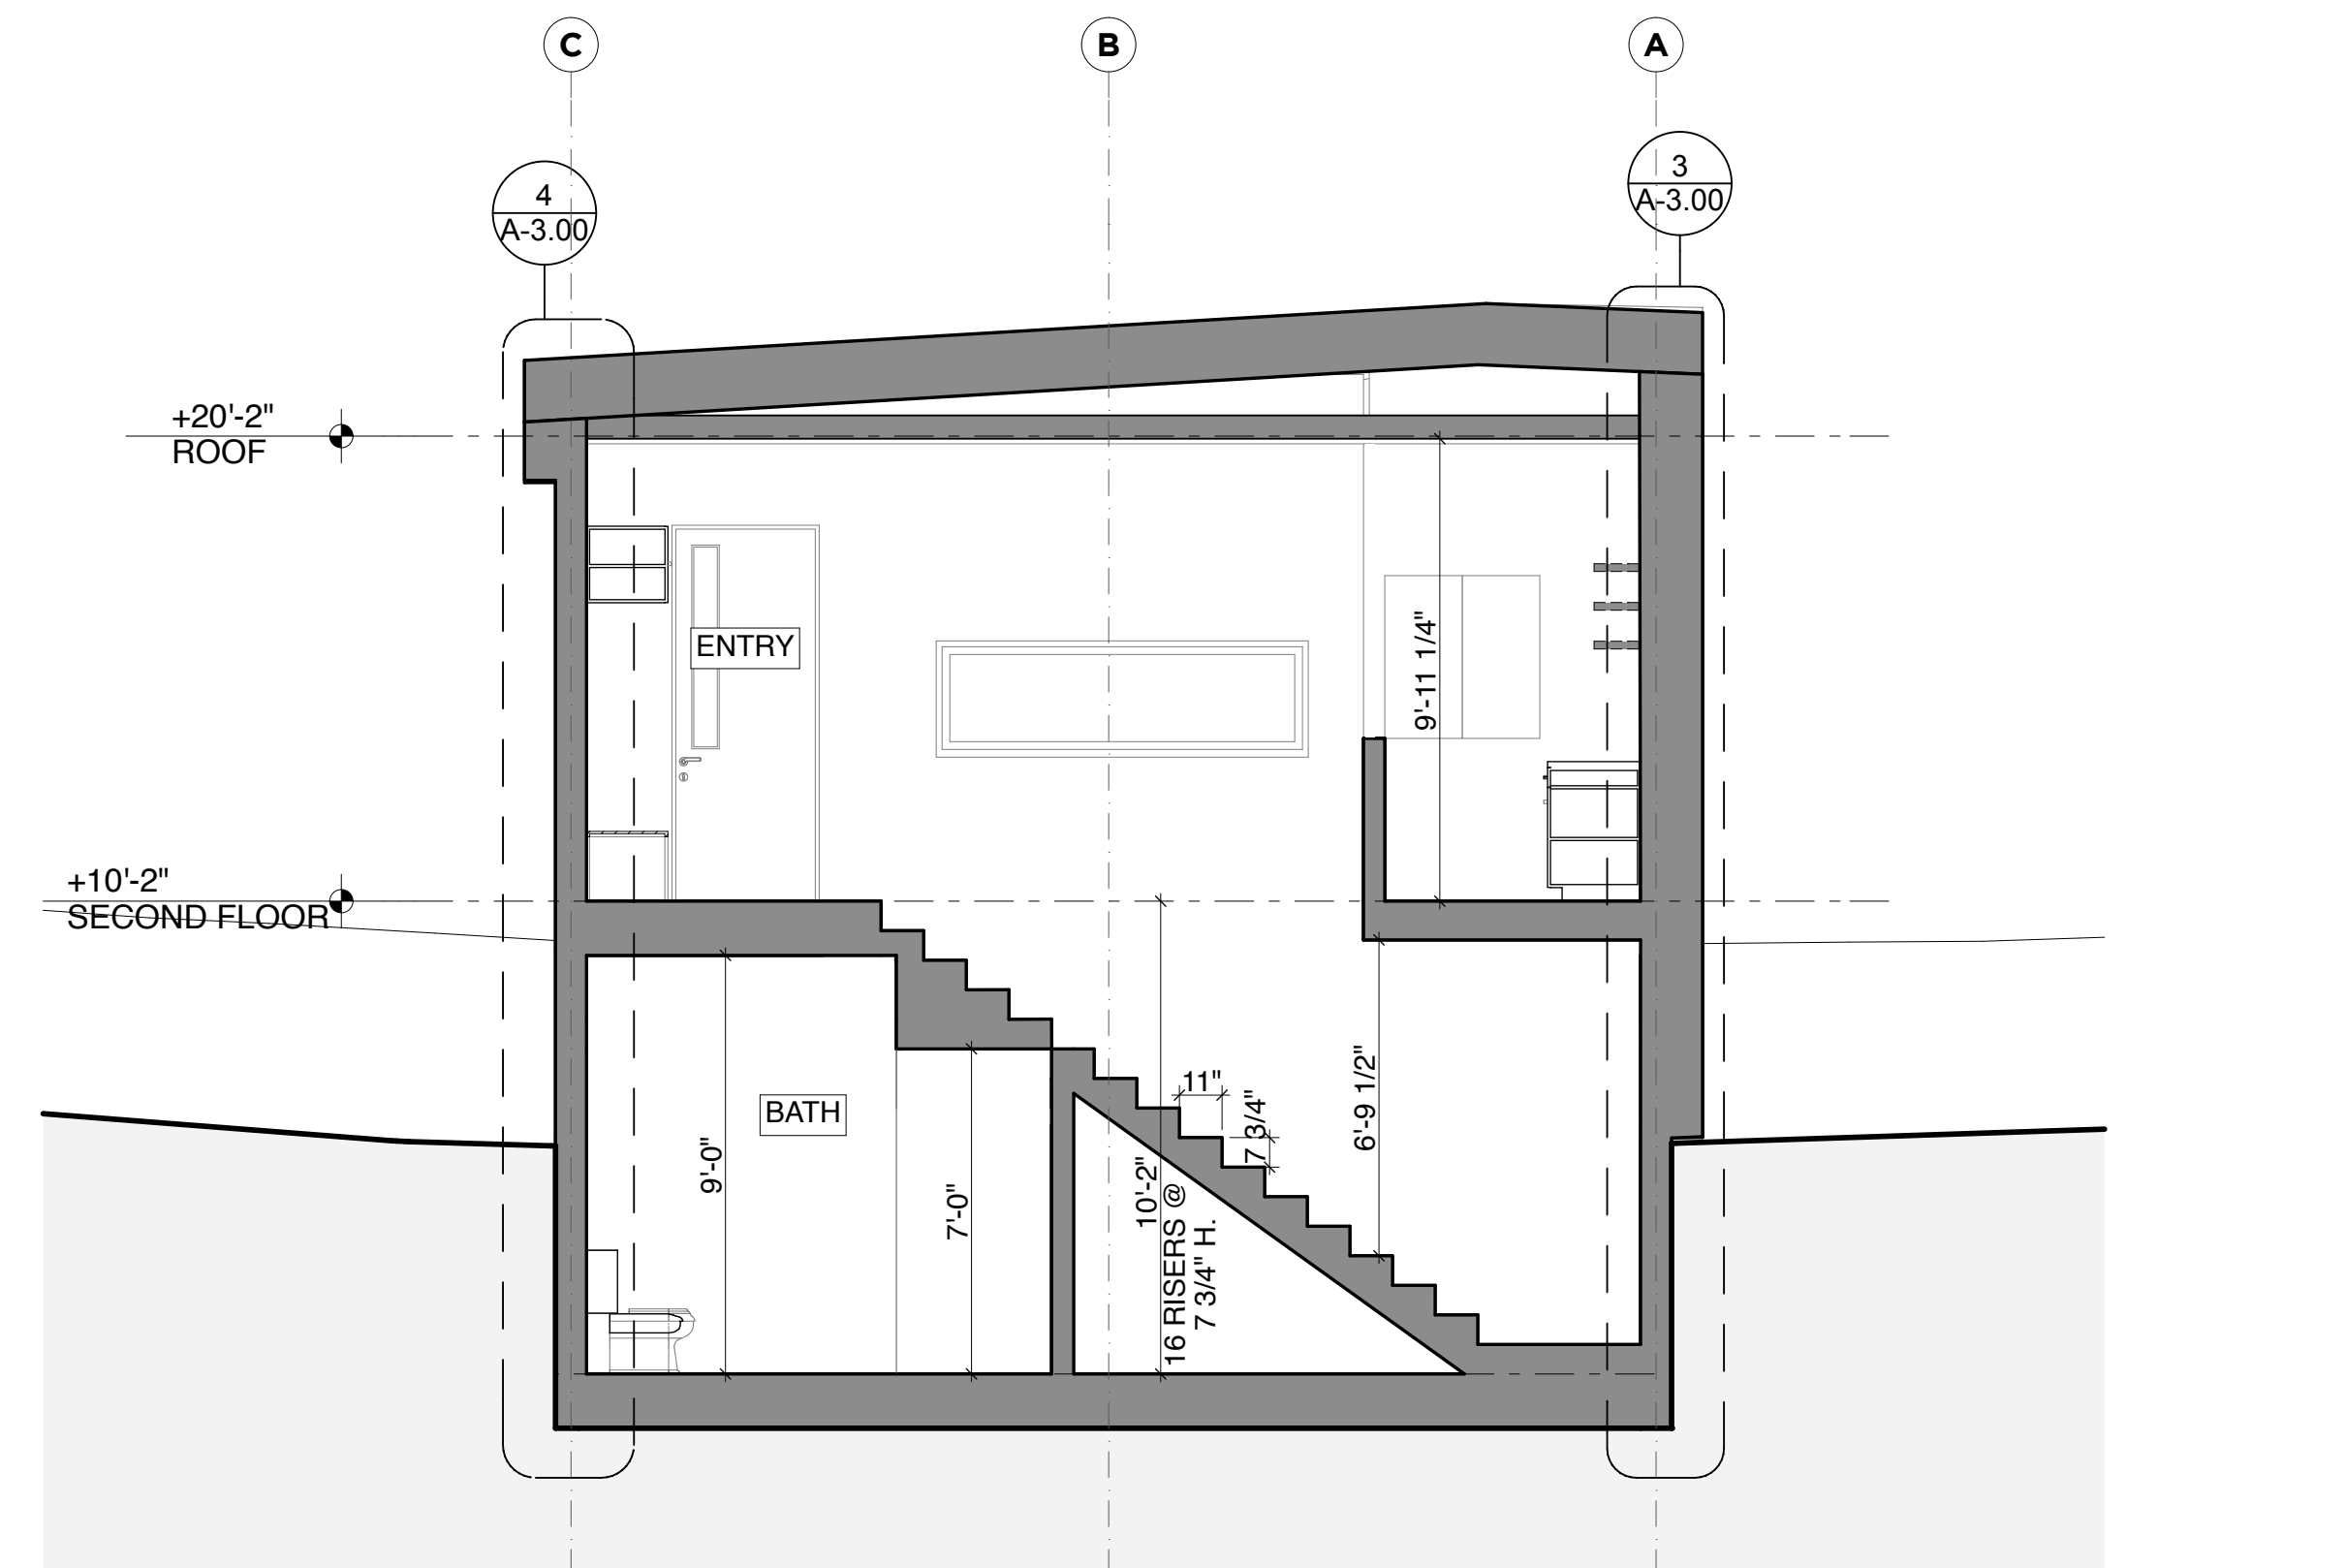 C
B
A
3
A-3.00
4
A-3.00
+20'-2"
ROOF
ENTRY
9'-11 1/4"
+10'-2"
SECOND FLOOR
BATH
9'-0"
7'-0"
10'-2"
16 RISERS @
7 3/4" H.
11"
7 3/4"
6'-9 1/2"